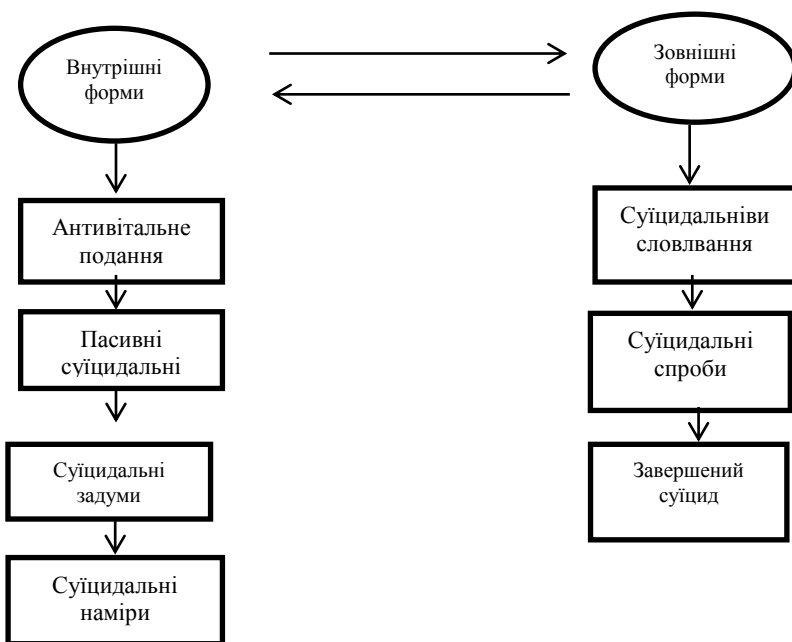 Внутрішні
форми
Антивітальне
подання
Пасивні
суїцидальні
Суїцидальні
задуми
Суїцидальні
наміри
Зовнішні
форми
Суїцидальніви
словлвання
Суїцидальні
спроби
Завершений
суїцид